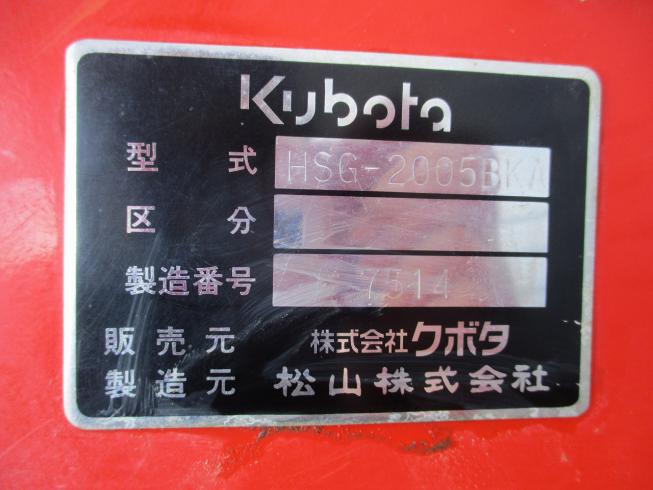 Kubota
型式 HSG-2005BKA
区分
製造番号 7514
販売元 株式会社クボタ
製造元 松山株式会社